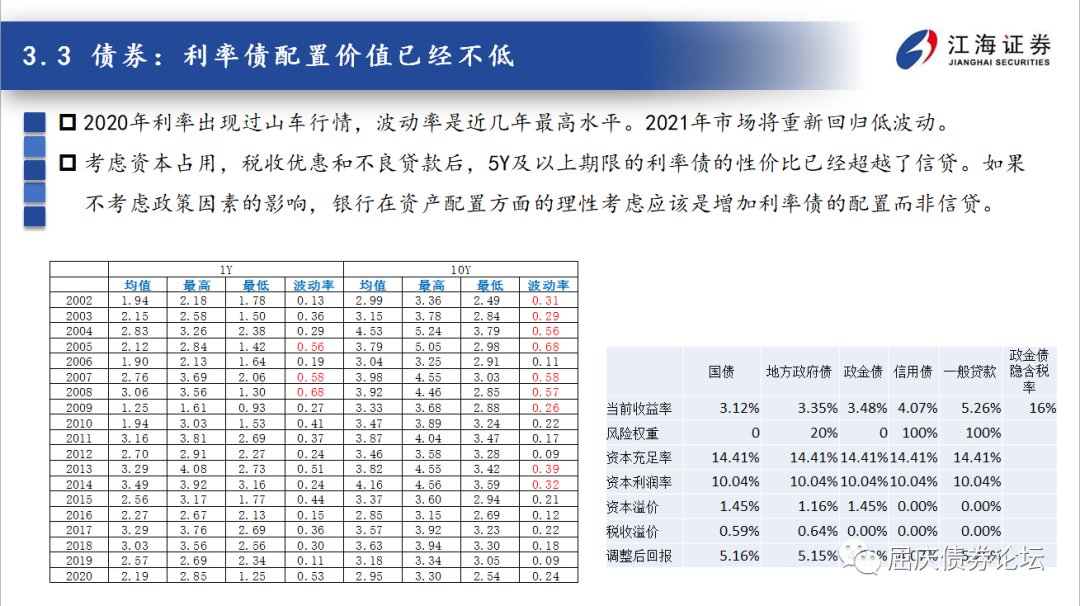 3.3 债券：利率债配置价值已经不低
江海证券
JIANGHAI SECURITIES
2020年利率出现过山车行情，波动率是近几年最高水平。2021年市场将重新回归低波动。
考虑资本占用，税收优惠和不良贷款后，5Y及以上期限的利率债的性价比已经超越了信贷。如果
不考虑政策因素的影响，银行在资产配置方面的理性考虑应该是增加利率债的配置而非信贷。
1Y 10Y
均值 最高 最低 波动率 均值 最高 最低 波动率
2002 1.94 2.18 1.78 0.13 2.99 3.36 2.49 0.31
2003 2.15 2.58 1.50 0.36 3.15 3.78 2.84 0.29
2004 2.83 3.26 2.38 0.29 4.53 5.24 3.79 0.56
2005 2.12 2.84 1.42 0.56 3.79 5.05 2.98 0.68
2006 1.90 2.13 1.64 0.19 3.04 3.25 2.91 0.11
2007 2.76 3.69 2.06 0.58 3.98 4.55 3.03 0.58
2008 3.06 3.56 1.30 0.68 3.92 4.46 2.85 0.57
2009 1.25 1.61 0.93 0.27 3.33 3.68 2.88 0.26
2010 1.94 3.03 1.53 0.41 3.47 3.89 3.24 0.22
2011 3.16 3.81 2.69 0.37 3.87 4.04 3.47 0.17
2012 2.70 2.91 2.27 0.24 3.46 3.58 3.28 0.09
2013 3.29 4.08 2.73 0.51 3.82 4.55 3.42 0.39
2014 3.49 3.92 3.16 0.24 4.16 4.56 3.59 0.32
2015 2.56 3.17 1.77 0.44 3.37 3.60 2.94 0.21
2016 2.27 2.67 2.13 0.15 2.85 3.15 2.69 0.12
2017 3.29 3.76 2.69 0.36 3.57 3.92 3.23 0.22
2018 3.03 3.56 2.56 0.30 3.63 3.94 3.30 0.18
2019 2.57 2.69 2.34 0.11 3.18 3.34 3.05 0.09
2020 2.19 2.85 1.25 0.53 2.95 3.30 2.54 0.24
国债 地方政府债 政金债 信用债 一般贷款 政金债
隐含税
率
当前收益率 3.12% 3.35% 3.48% 4.07% 5.26% 16%
风险权重 0 20% 0 100% 100%
资本充足率 14.41% 14.41% 14.41% 14.41% 14.41%
资本利润率 10.04% 10.04% 10.04% 10.04% 10.04%
资本溢价 1.45% 1.16% 1.45% 0.00% 0.00%
税收溢价 0.59% 0.64% 0.00% 0.00% 0.00%
调整后回报 5.16% 5.15%
屈庆债券论坛